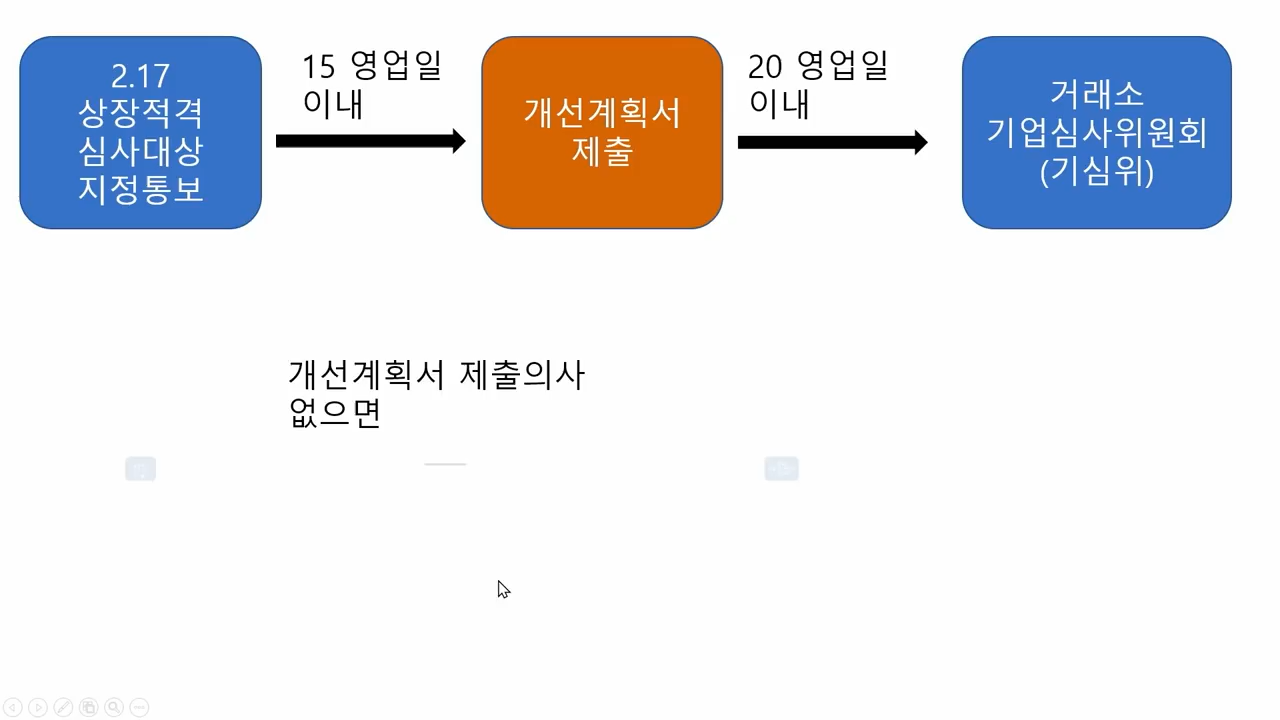 2.17
상장적격
심사대상
지정통보
15 영업일
이내
개선계획서
제출
20 영업일
이내
거래소
기업심사위원회
(기심위)
개선계획서 제출의사
없으면